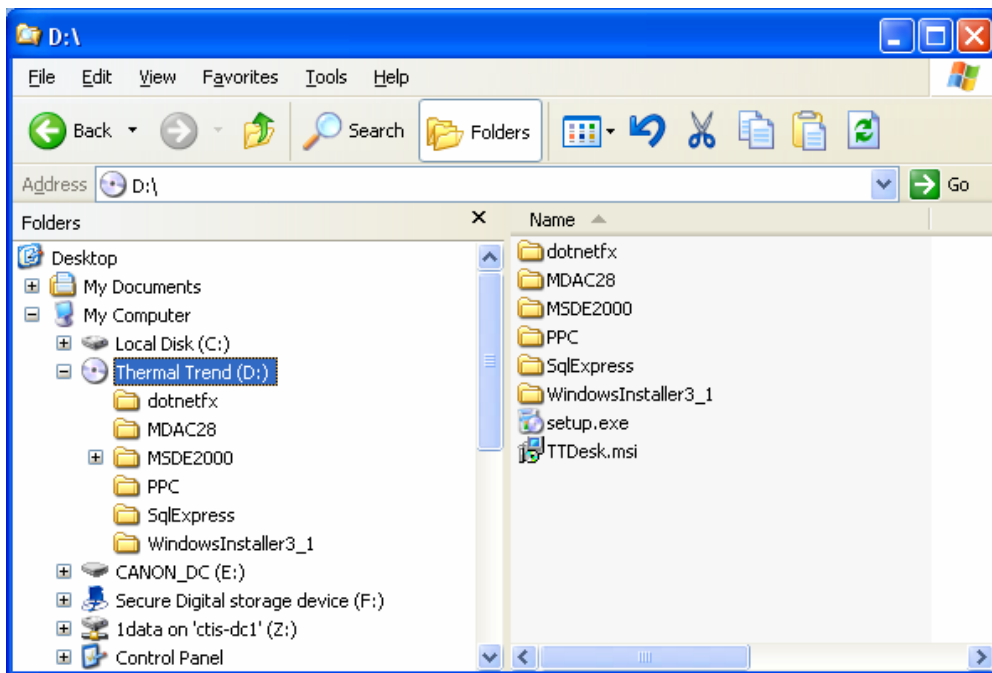 D:\
File Edit View Favorites Tools Help
Back Search Folders
Address D:\ Go
Folders X Name
Desktop
My Documents
My Computer
Local Disk (C:)
Thermal Trend (D:)
dotnetfx
MDAC28
MSDE2000
PPC
SqlExpress
WindowsInstaller3_1
CANON_DC (E:)
Secure Digital storage device (F:)
1data on 'ctis-dc1' (Z:)
Control Panel
dotnetfx
MDAC28
MSDE2000
PPC
SqlExpress
WindowsInstaller3_1
setup.exe
TTDesk.msi